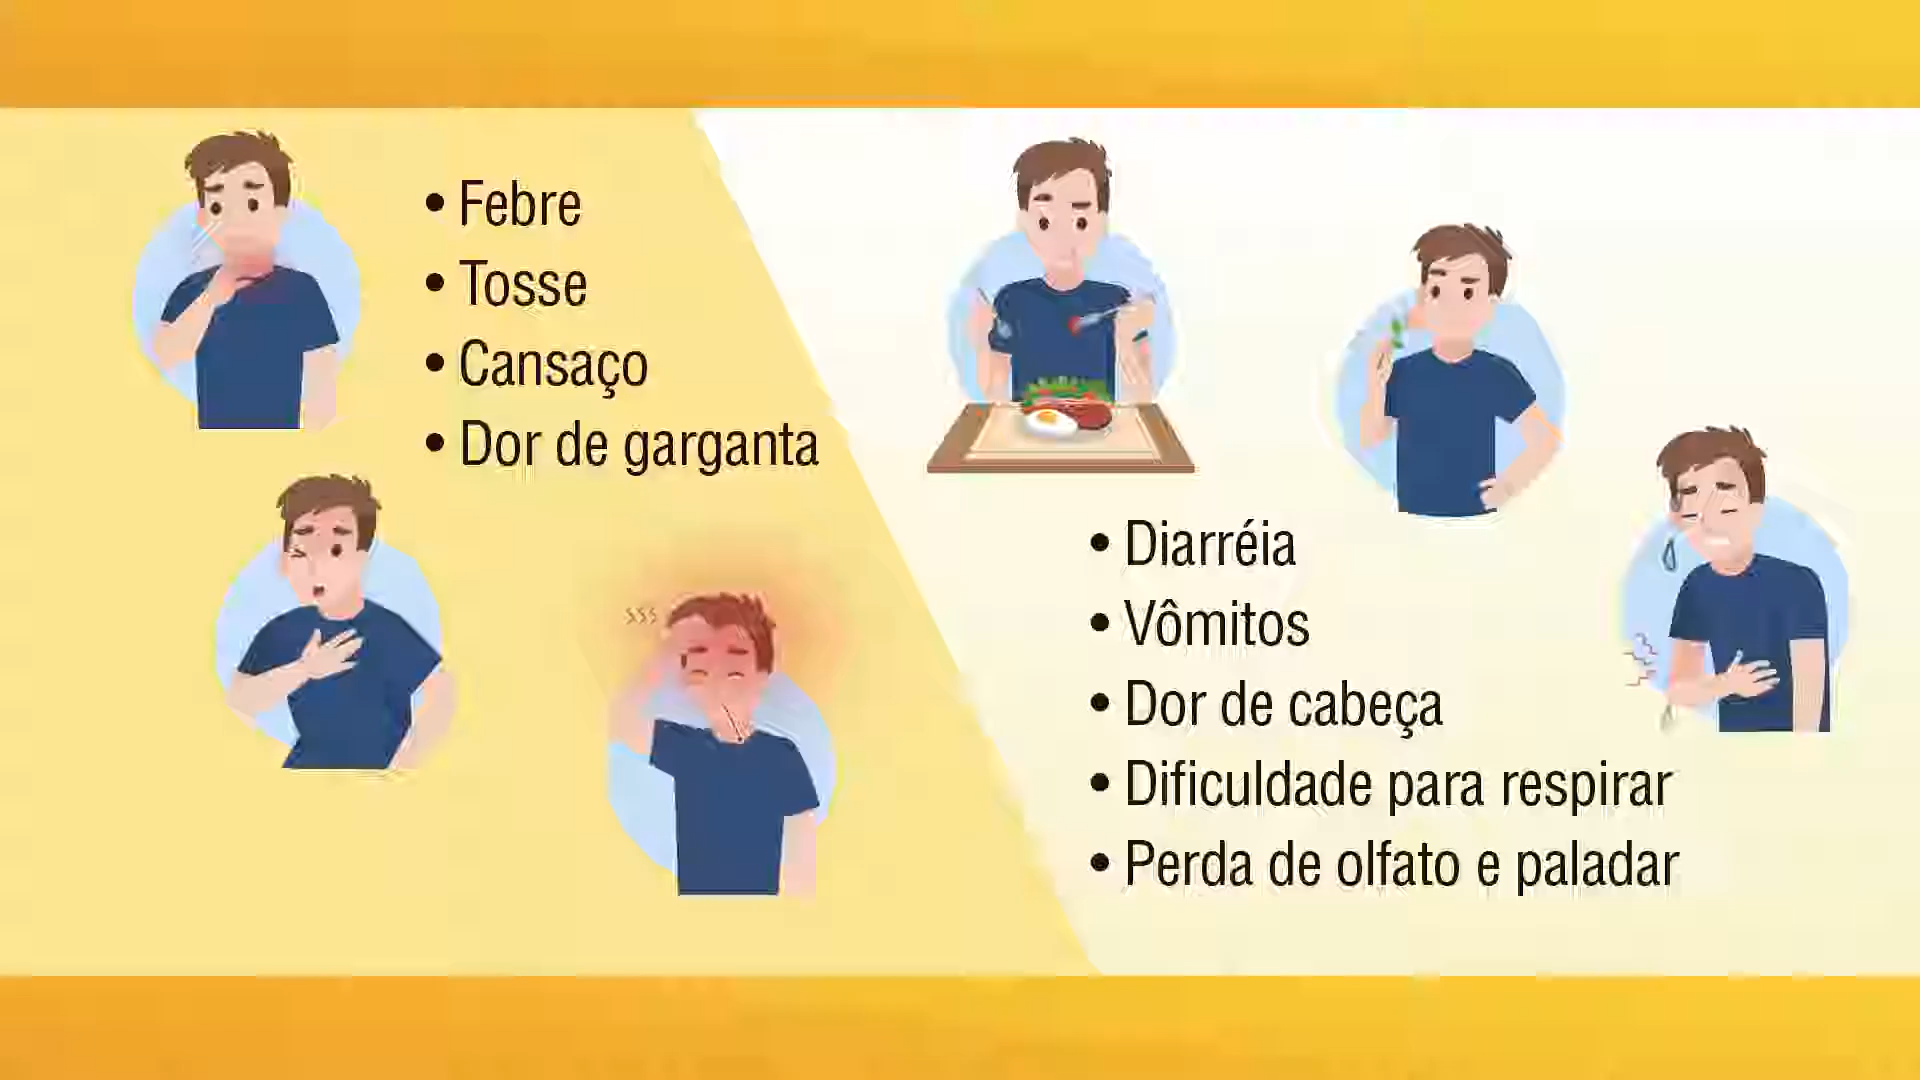 • Febre
• Tosse
• Cansaço
• Dor de garganta
• Diarréia
• Vômitos
• Dor de cabeça
• Dificuldade para respirar
• Perda de olfato e paladar